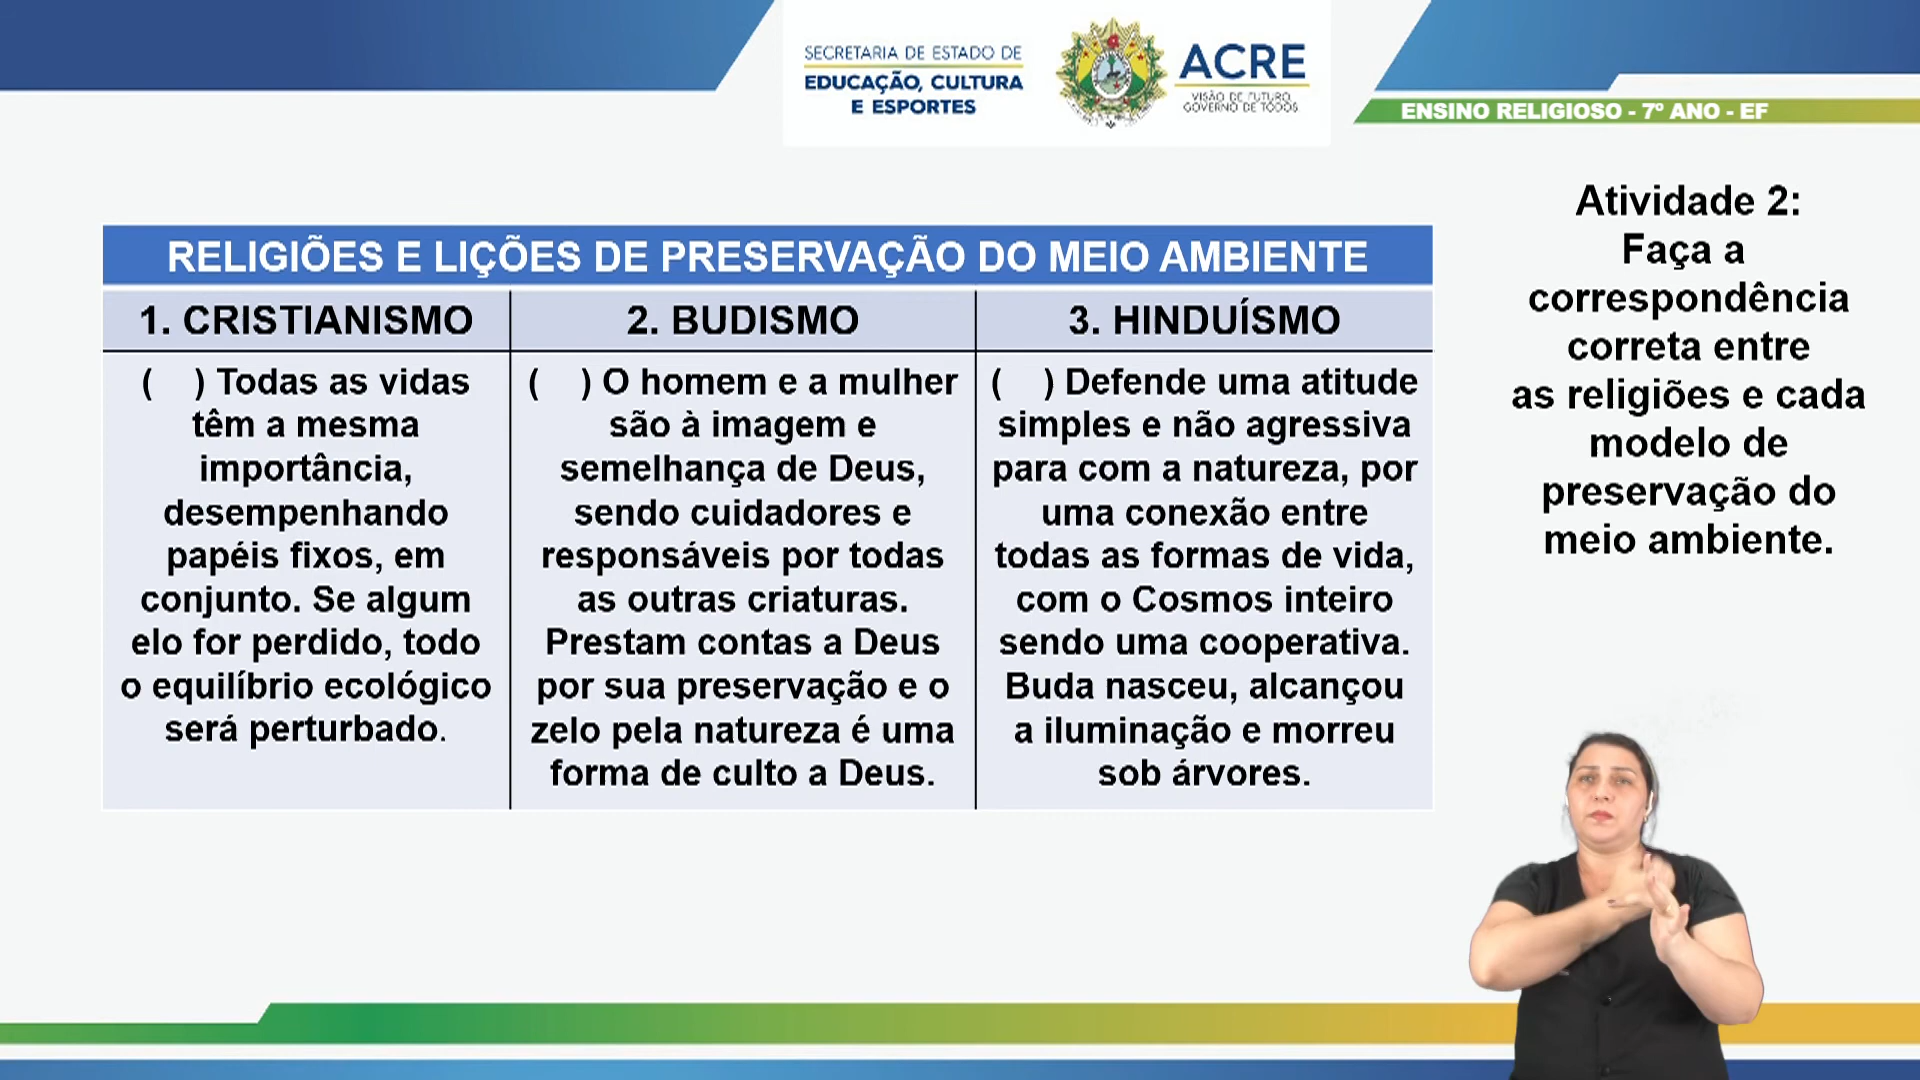 SECRETARIA DE ESTADO DE
EDUCAÇÃO, CULTURA
E ESPORTES
ACRE
VISÃO DE FUTURO,
GOVERNO DE TODOS
ENSINO RELIGIOSO - 7º ANO - EF
RELIGIÕES E LIÇÕES DE PRESERVAÇÃO DO MEIO AMBIENTE
1. CRISTIANISMO
2. BUDISMO
3. HINDUÍSMO
( ) Todas as vidas
têm a mesma
importância,
desempenhando
papéis fixos, em
conjunto. Se algum
elo for perdido, todo
o equilíbrio ecológico
será perturbado.
( ) O homem e a mulher
são à imagem e
semelhança de Deus,
sendo cuidadores e
responsáveis por todas
as outras criaturas.
Prestam contas a Deus
por sua preservação e o
zelo pela natureza é uma
forma de culto a Deus.
( ) Defende uma atitude
simples e não agressiva
para com a natureza, por
uma conexão entre
todas as formas de vida,
com o Cosmos inteiro
sendo uma cooperativa.
Buda nasceu, alcançou
a iluminação e morreu
sob árvores.
Atividade 2:
Faça a
correspondência
correta entre
as religiões e cada
modelo de
preservação do
meio ambiente.